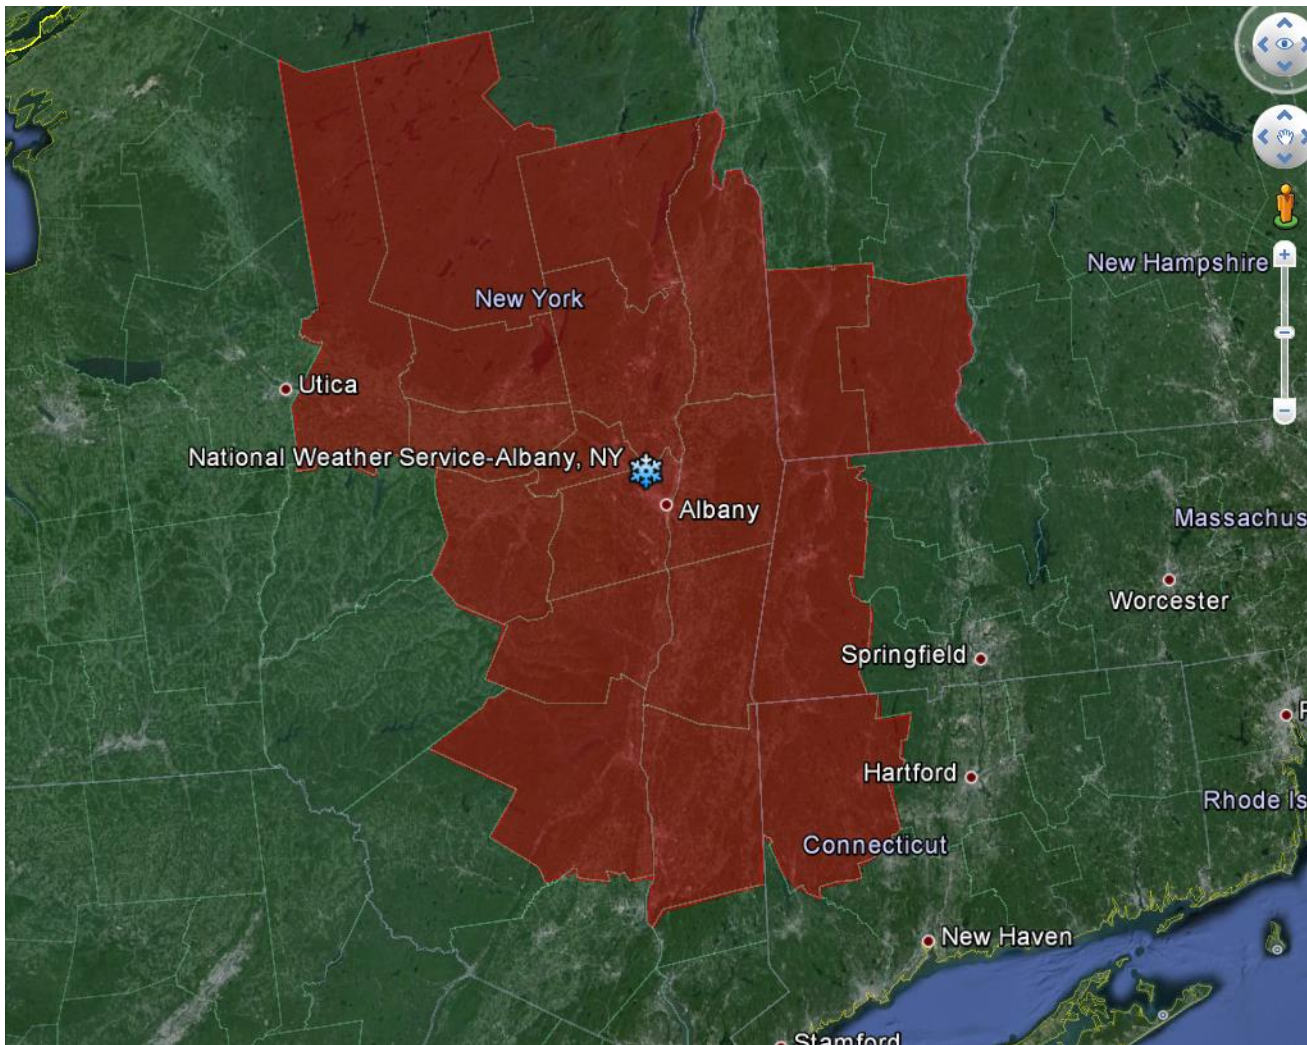 New Hampshire
New York
Utica
National Weather Service-Albany, NY
Albany
Massachus
Worcester
Springfield
Hartford
Rhode Is
Connecticut
New Haven
Stamford